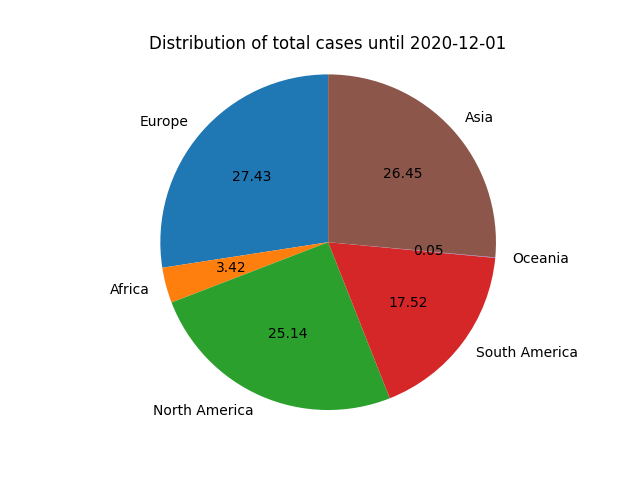 Distribution of total cases until 2020-12-01
Asia
Europe
26.45
27.43
0.05
Oceania
3.42
Africa
17.52
25.14
South America
North America